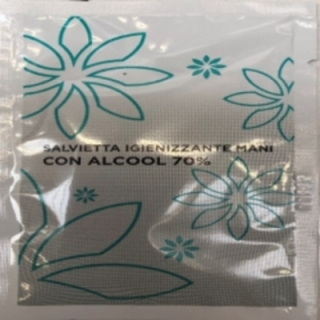 SALVIETTA IGIENIZZANTE MANI
CON ALCOOL 70%